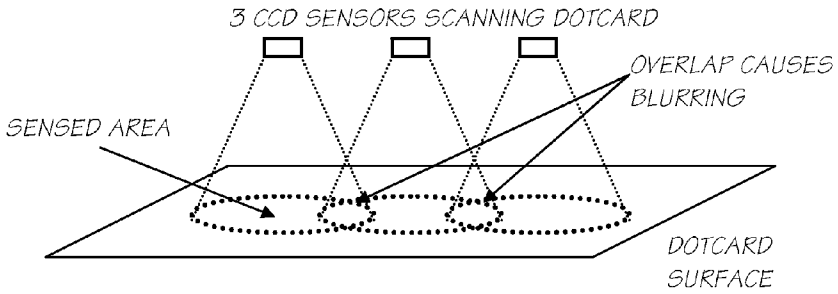 3 CCD SENSORS SCANNING DOTCARD
OVERLAP CAUSES
BLURRING
SENSED AREA
DOTCARD
SURFACE